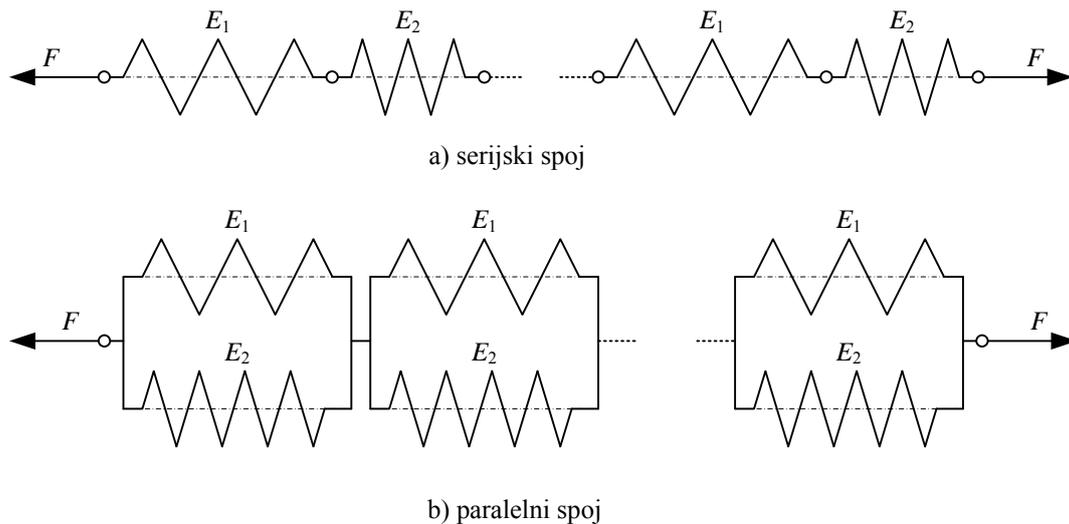 E1 E2 E1 E2
F F
a) serijski spoj
E1 E1 E1
F F
E2 E2 E2
b) paralelni spoj